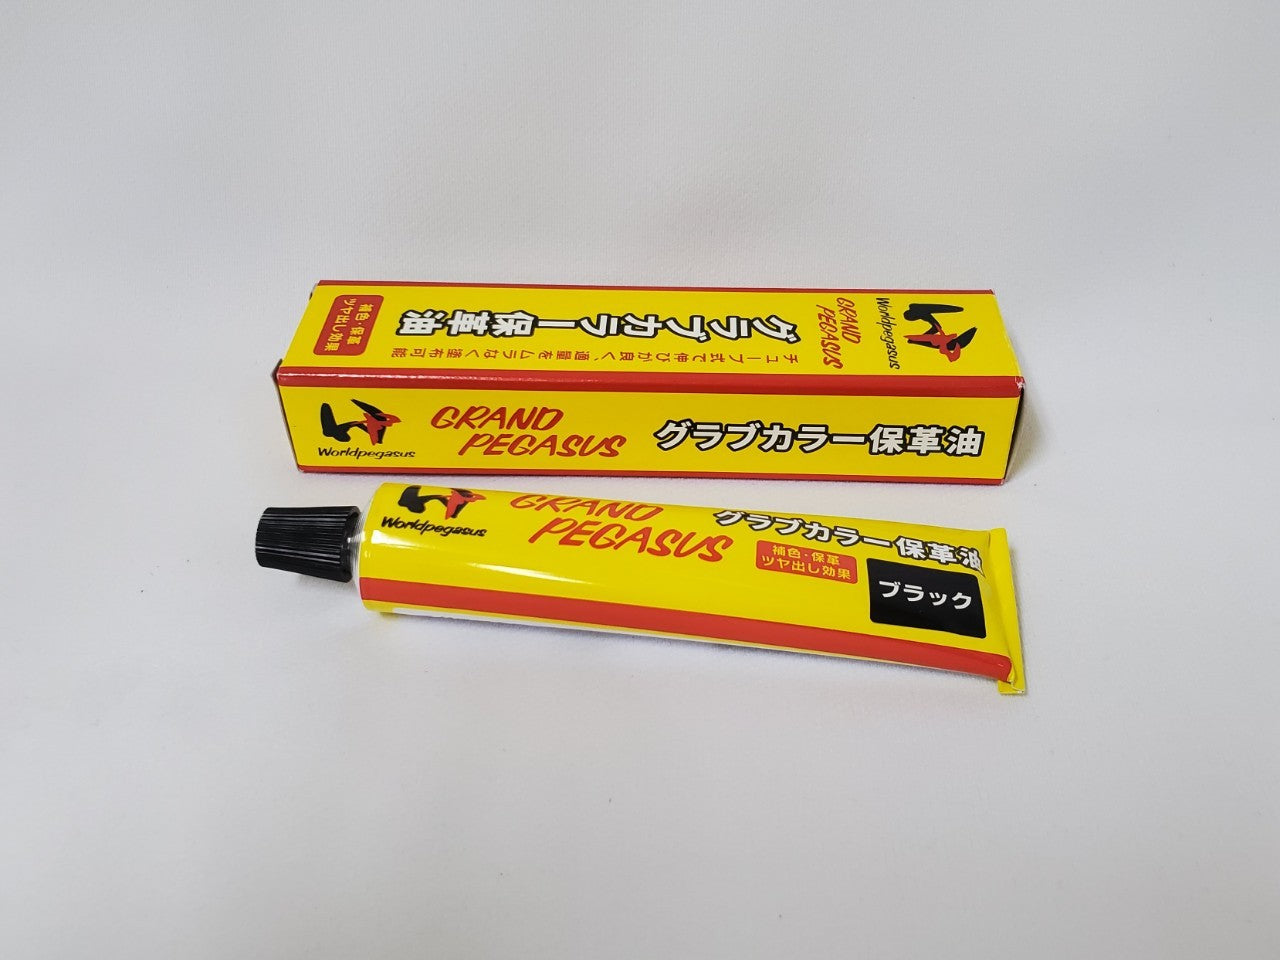 Worldpegasus
GRAND
PEGASUS
グラブカラー保革油
チューブ式で伸びが良く、適量をムラなく塗布可能
補色・保革
ツヤ出し効果
Worldpegasus
GRAND
PEGASUS
グラブカラー保革油
Worldpegasus
GRAND
PEGASUS
グラブカラー保革油
補色・保革
ツヤ出し効果
ブラック